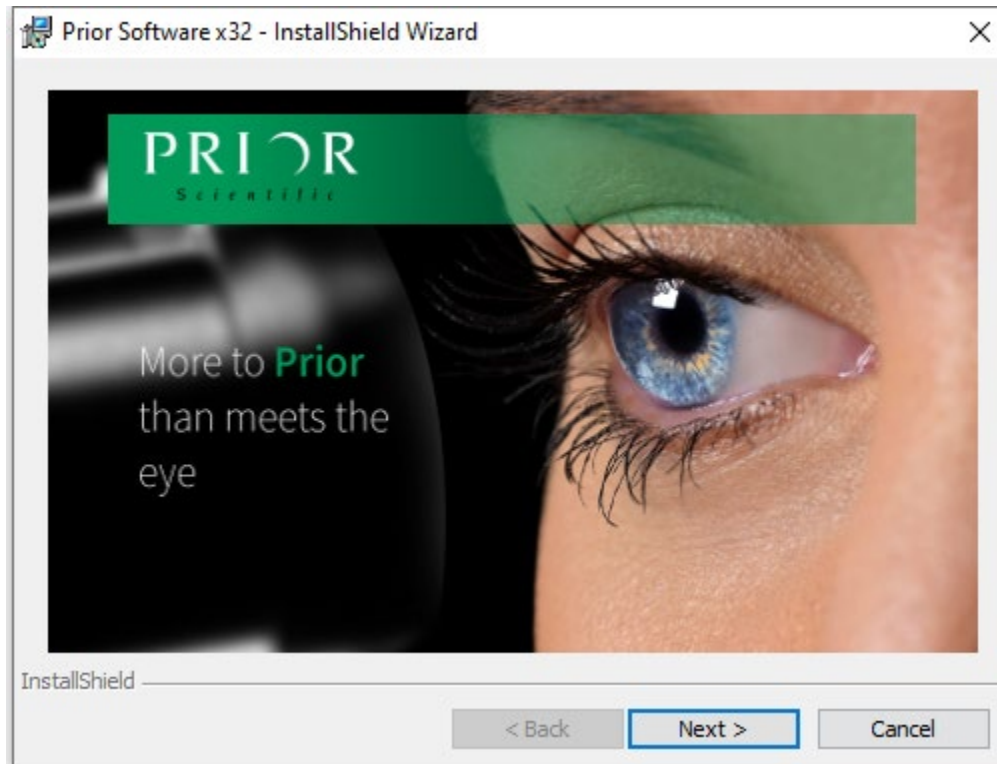 Prior Software x32 - InstallShield Wizard
PRIOR
Scientific
More to Prior
than meets the
eye
InstallShield
< Back
Next >
Cancel